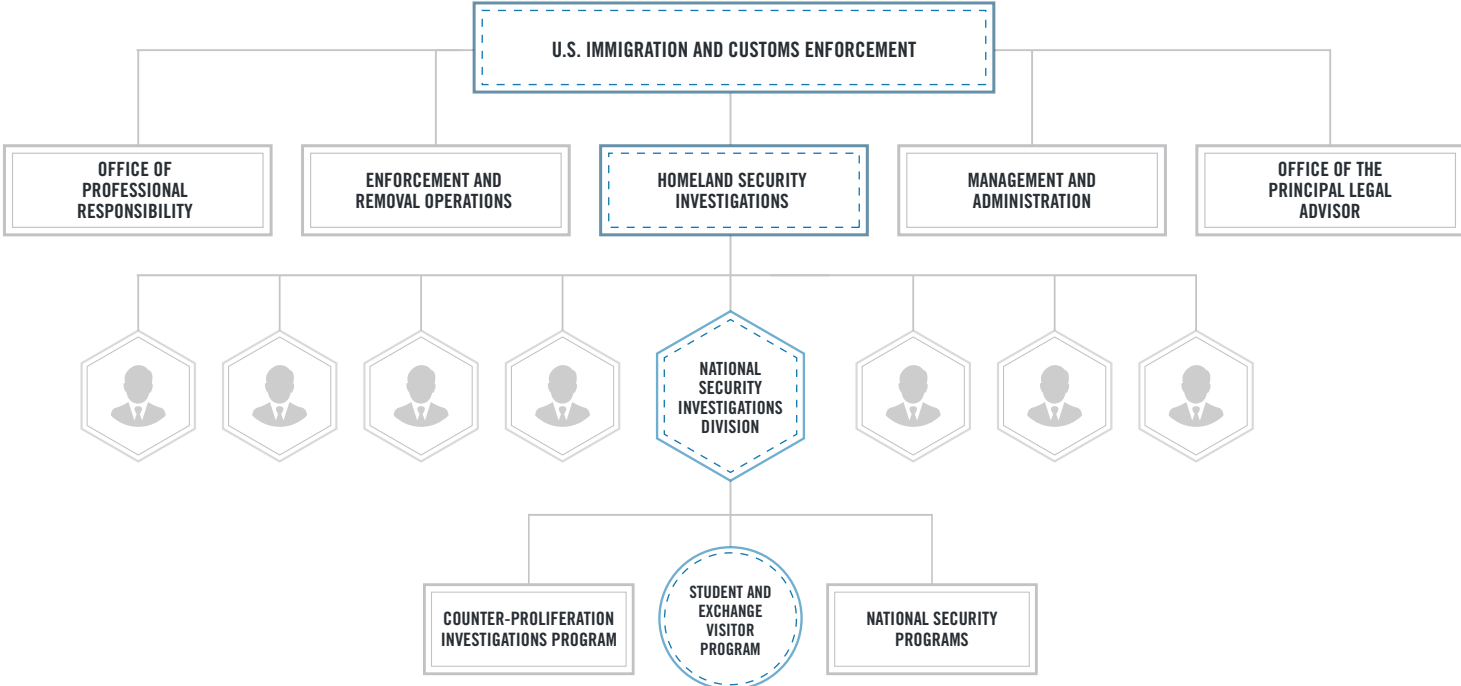 U.S. IMMIGRATION AND CUSTOMS ENFORCEMENT
OFFICE OF
PROFESSIONAL
RESPONSIBILITY
ENFORCEMENT AND
REMOVAL OPERATIONS
HOMELAND SECURITY
INVESTIGATIONS
MANAGEMENT AND
ADMINISTRATION
OFFICE OF THE
PRINCIPAL LEGAL
ADVISOR
NATIONAL
SECURITY
INVESTIGATIONS
DIVISION
COUNTER-PROLIFERATION
INVESTIGATIONS PROGRAM
STUDENT AND
EXCHANGE
VISITOR
PROGRAM
NATIONAL SECURITY
PROGRAMS